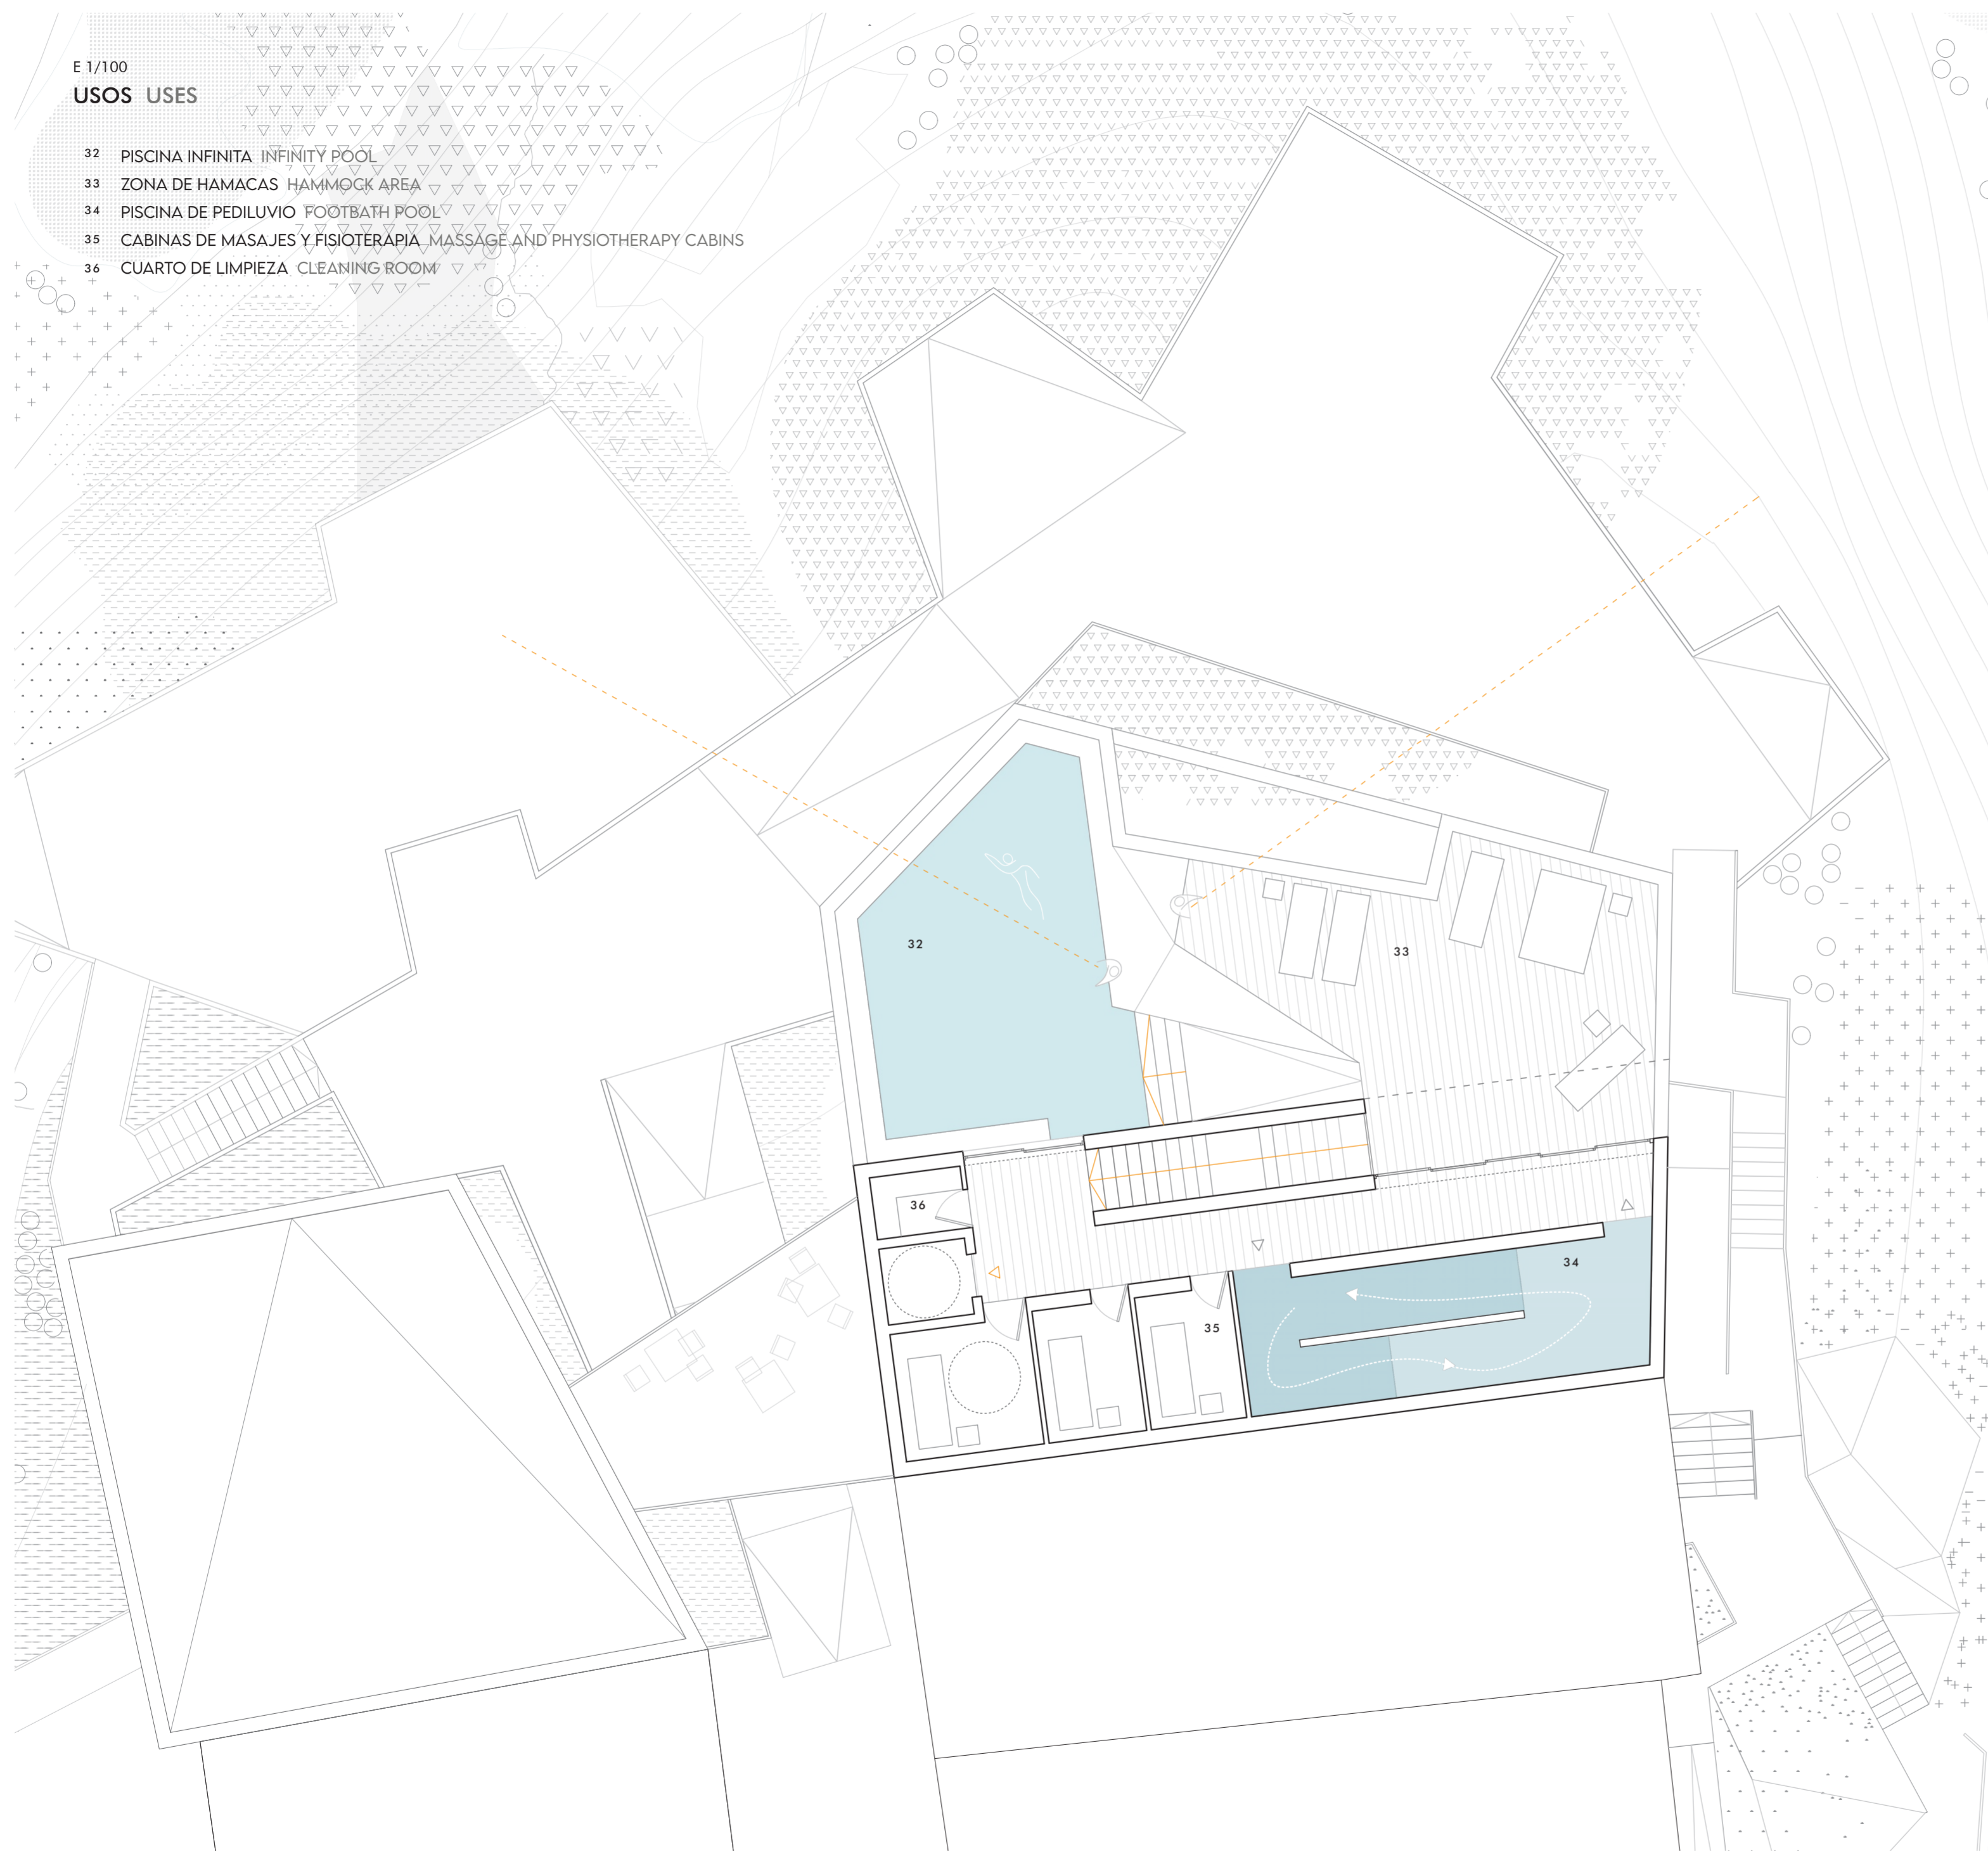 E 1/100
USOS USES
32 PISCINA INFINITA INFINITY POOL
33 ZONA DE HAMACAS HAMMOCK AREA
34 PISCINA DE PEDILUVIO FOOTBATH POOL
35 CABINAS DE MASAJES Y FISIOTERAPIA MASSAGE AND PHYSIOTHERAPY CABINS
36 CUARTO DE LIMPIEZA CLEANING ROOM
32
33
36
34
35